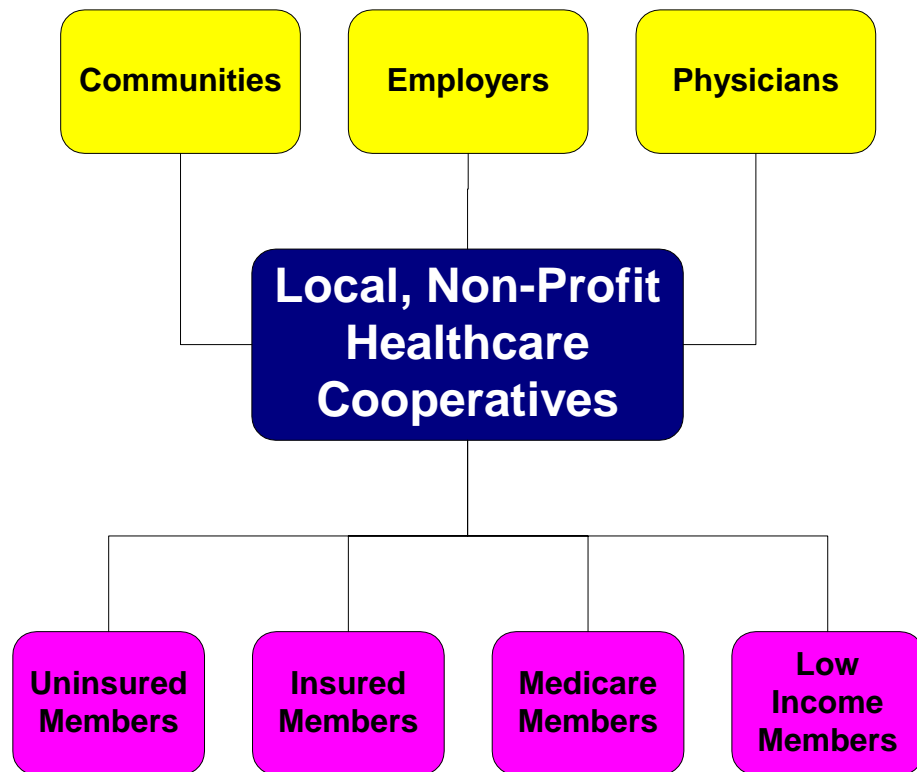 Communities
Employers
Physicians
Local, Non-Profit
Healthcare
Cooperatives
Uninsured
Members
Insured
Members
Medicare
Members
Low
Income
Members